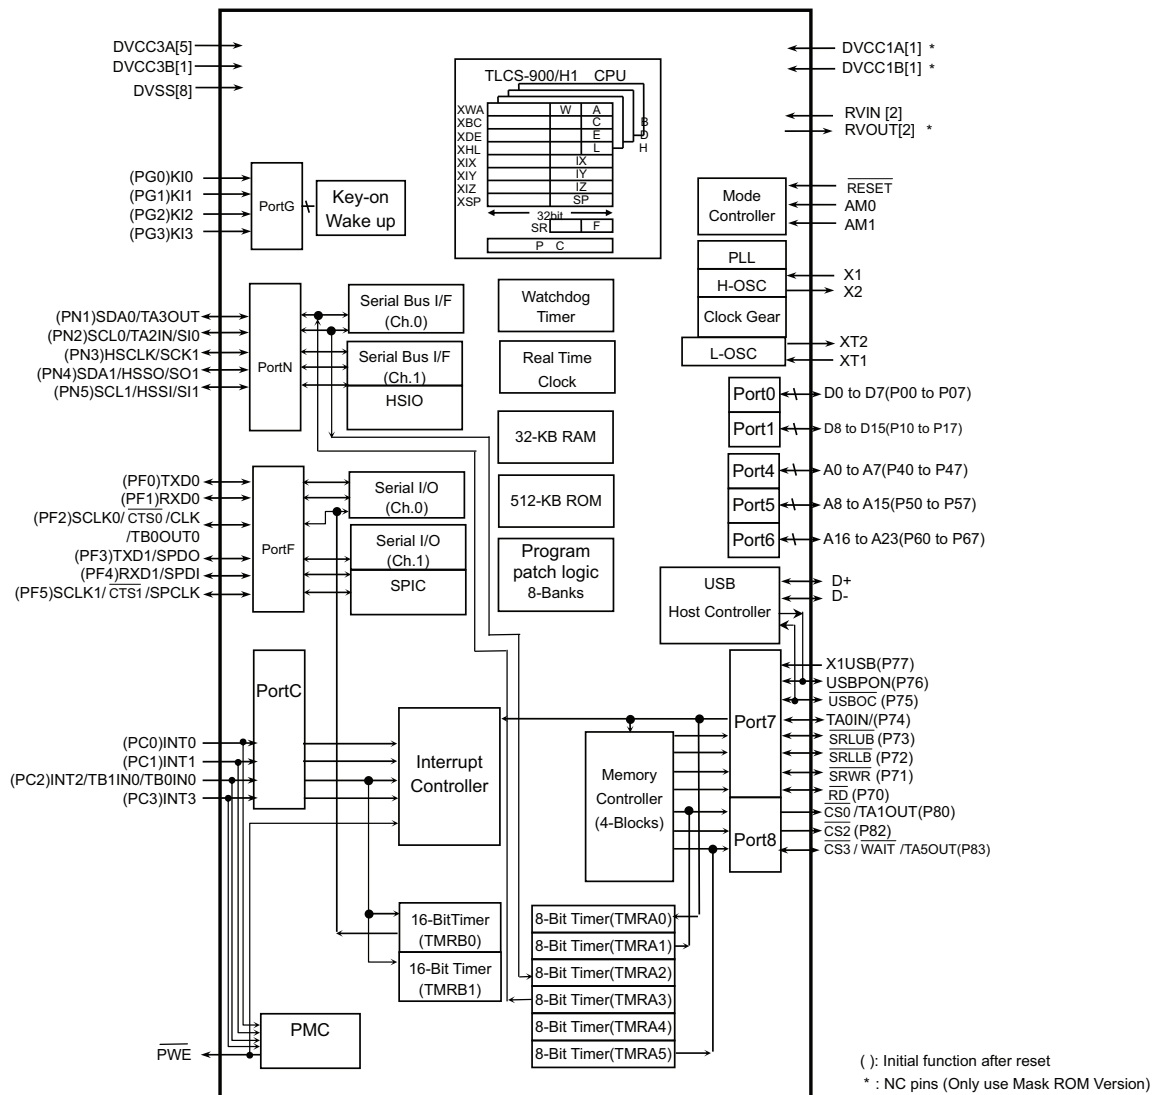 DVCC3A[5]
DVCC3B[1]
DVSS[8]
DVCC1A[1] *
DVCC1B[1] *
RVIN [2]
RVOUT[2] *
TLCS-900/H1 CPU
XWA W A
XBC C B
XDE E D
XHL L H
XIX IX
XIY IY
XIZ IZ
XSP SP
32bit
SR F
P C
(PG0)KI0
(PG1)KI1
(PG2)KI2
(PG3)KI3
PortG
Key-on
Wake up
Mode
Controller
RESET
AM0
AM1
PLL
H-OSC
Clock Gear
L-OSC
X1
X2
XT2
XT1
(PN1)SDA0/TA3OUT
(PN2)SCL0/TA2IN/SI0
(PN3)HSCLK/SCK1
(PN4)SDA1/HSSO/SO1
(PN5)SCL1/HSSI/SI1
PortN
Serial Bus I/F
(Ch.0)
Serial Bus I/F
(Ch.1)
HSIO
Watchdog
Timer
Real Time
Clock
32-KB RAM
512-KB ROM
Program
patch logic
8-Banks
Port0
D0 to D7(P00 to P07)
Port1
D8 to D15(P10 to P17)
Port4
A0 to A7(P40 to P47)
Port5
A8 to A15(P50 to P57)
Port6
A16 to A23(P60 to P67)
(PF0)TXD0
(PF1)RXD0
(PF2)SCLK0/ CTS0 /CLK
/TB0OUT0
(PF3)TXD1/SPDO
(PF4)RXD1/SPDI
(PF5)SCLK1/ CTS1 /SPCLK
PortF
Serial I/O
(Ch.0)
Serial I/O
(Ch.1)
SPIC
USB
Host Controller
D+
D-
X1USB(P77)
USBPON(P76)
USBOC (P75)
TA0IN/(P74)
SRLUB (P73)
SRLLB (P72)
SRWR (P71)
RD (P70)
CS0 /TA1OUT(P80)
CS2 (P82)
CS3 / WAIT /TA5OUT(P83)
Port7
Port8
PortC
(PC0)INT0
(PC1)INT1
(PC2)INT2/TB1IN0/TB0IN0
(PC3)INT3
Interrupt
Controller
Memory
Controller
(4-Blocks)
16-BitTimer
(TMRB0)
16-Bit Timer
(TMRB1)
8-Bit Timer(TMRA0)
8-Bit Timer(TMRA1)
8-Bit Timer(TMRA2)
8-Bit Timer(TMRA3)
8-Bit Timer(TMRA4)
8-Bit Timer(TMRA5)
PMC
PWE
( ): Initial function after reset
* : NC pins (Only use Mask ROM Version)